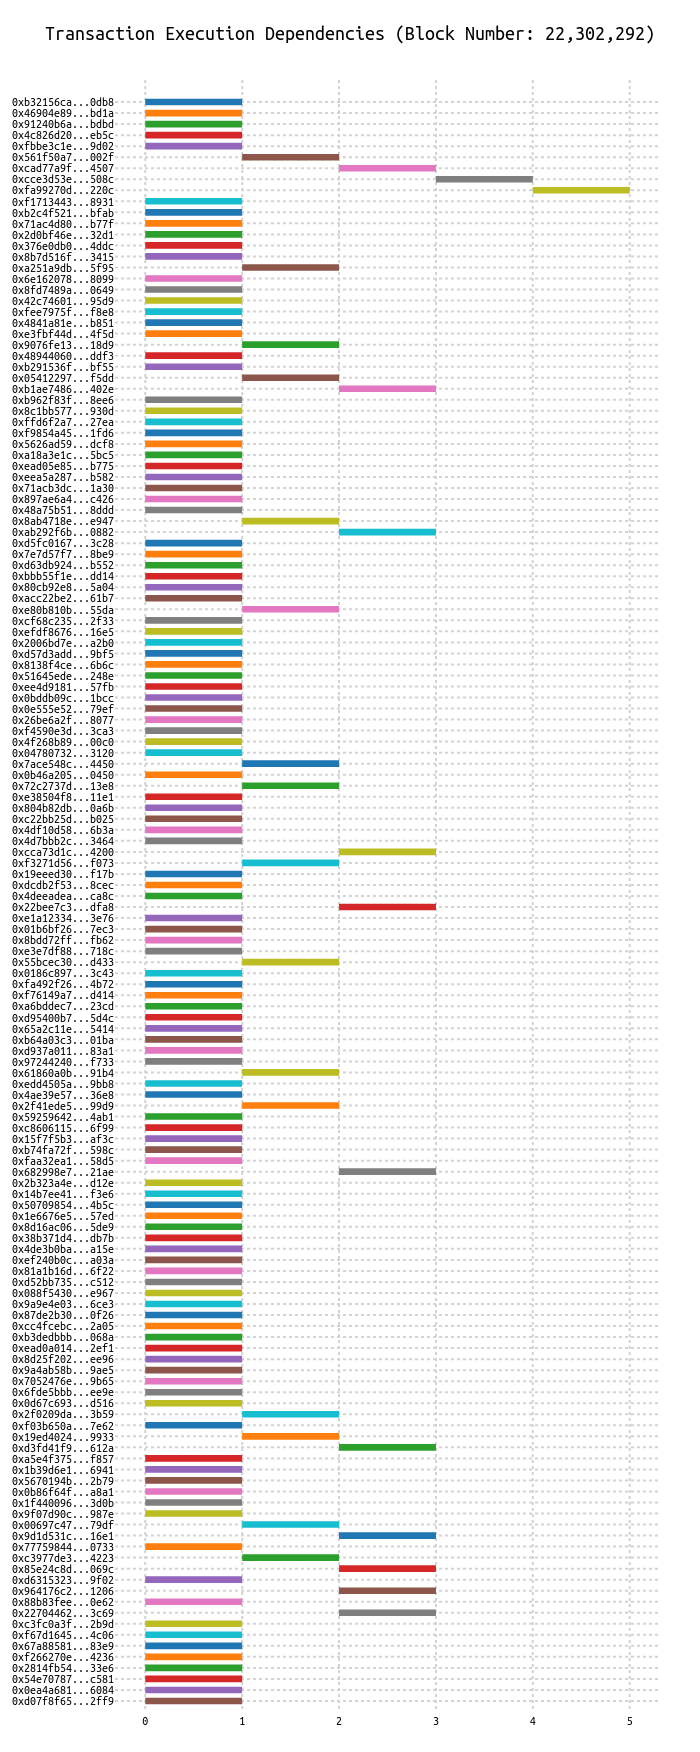 Transaction Execution Dependencies (Block Number: 22,302,292)
0xb32156ca...0db8
0x46904e89...bd1a
0x91240b6a...bdbd
0x4c826d20...eb5c
0xfbbe3c1e...9d02
0x561f50a7...002f
0xcad77a9f...4507
0xcce3d53e...508c
0xfa99270d...220c
0xf1713443...8931
0xb2c4f521...bfab
0x71ac4d80...b77f
0x2d0bf46e...32d1
0x376e0db0...4ddc
0x8b7d516f...3415
0xa251a9db...5f95
0x6e162078...8099
0x8fd7489a...0649
0x42c74601...95d9
0xfee7975f...f8e8
0x4841a81e...b851
0xe3fbf44d...4f5d
0x9076fe13...18d9
0x48944060...ddf3
0xb291536f...bf55
0x05412297...f5dd
0xb1ae7486...402e
0xb962f83f...8ee6
0x8c1bb577...930d
0xffd6f2a7...27ea
0xf9854a45...1fd6
0x5626ad59...dcf8
0xa18a3e1c...5bc5
0xead05e85...b775
0xeea5a287...b582
0x71acb3dc...1a30
0x897ae6a4...c426
0x48a75b51...8ddd
0x8ab4718e...e947
0xab292f6b...0882
0xd5fc0167...3c28
0x7e7d57f7...8be9
0xd63db924...b552
0xbbb55f1e...dd14
0x80cb92e8...5a04
0xacc22be2...61b7
0xe80b810b...55da
0xcf68c235...2f33
0xefdf8676...16e5
0x2006bd7e...a2b0
0xd57d3add...9bf5
0x8138f4ce...6b6c
0x51645ede...248e
0xee4d9181...57fb
0x0bddb09c...1bcc
0x0e555e52...79ef
0x26be6a2f...8077
0xf4590e3d...3ca3
0x4f268b89...00c0
0x04780732...3120
0x7ace548c...4450
0x0b46a205...0450
0x72c2737d...13e8
0xe38504f8...11e1
0x804b82db...0a6b
0xc22bb25d...b025
0x4df10d58...6b3a
0x4d7bbb2c...3464
0xcca73d1c...4200
0xf3271d56...f073
0x19eeed30...f17b
0xdcdb2f53...8cec
0x4deeadea...ca8c
0x22bee7c3...dfa8
0xe1a12334...3e76
0x01b6bf26...7ec3
0x8bdd72ff...fb62
0xe3e7df88...718c
0x55bcec30...d433
0x0186c897...3c43
0xfa492f26...4b72
0xf76149a7...d414
0xa6bddec7...23cd
0xd95400b7...5d4c
0x65a2c11e...5414
0xb64a03c3...01ba
0xd937a011...83a1
0x97244240...f733
0x61860a0b...91b4
0xedd4505a...9bb8
0x4ae39e57...36e8
0x2f41ede5...99d9
0x59259642...4ab1
0xc8606115...6f99
0x15f7f5b3...af3c
0xb74fa72f...598c
0xfaa32ea1...58d5
0x682998e7...21ae
0x2b323a4e...d12e
0x14b7ee41...f3e6
0x50709854...4b5c
0x1e6676e5...57ed
0x8d16ac06...5de9
0x38b371d4...db7b
0x4de3b0ba...a15e
0xef240b0c...a03a
0x81a1b16d...6f22
0xd52bb735...c512
0x088f5430...e967
0x9a9e4e03...6ce3
0x87de2b30...0f26
0xcc4fcebc...2a05
0xb3dedbbb...068a
0xead0a014...2ef1
0x8d25f202...ee96
0x9a4ab58b...9ae5
0x7052476e...9b65
0x6fde5bbb...ee9e
0x0d67c693...d516
0x2f0209da...3b59
0xf03b650a...7e62
0x19ed4024...9933
0xd3fd41f9...612a
0xa5e4f375...f857
0x1b39d6e1...6941
0x5670194b...2b79
0x0b86f64f...a8a1
0x1f440096...3d0b
0x9f07d90c...987e
0x00697c47...79df
0x9d1d531c...16e1
0x77759844...0733
0xc3977de3...4223
0x85e24c8d...069c
0xd6315323...9f02
0x964176c2...1206
0x88b83fee...0e62
0x22704462...3c69
0xc3fc0a3f...2b9d
0xf67d1645...4c06
0x67a88581...83e9
0xf266270e...4236
0x2814fb54...33e6
0x54e70787...c581
0x0ea4a681...6084
0xd07f8f65...2ff9
0 1 2 3 4 5